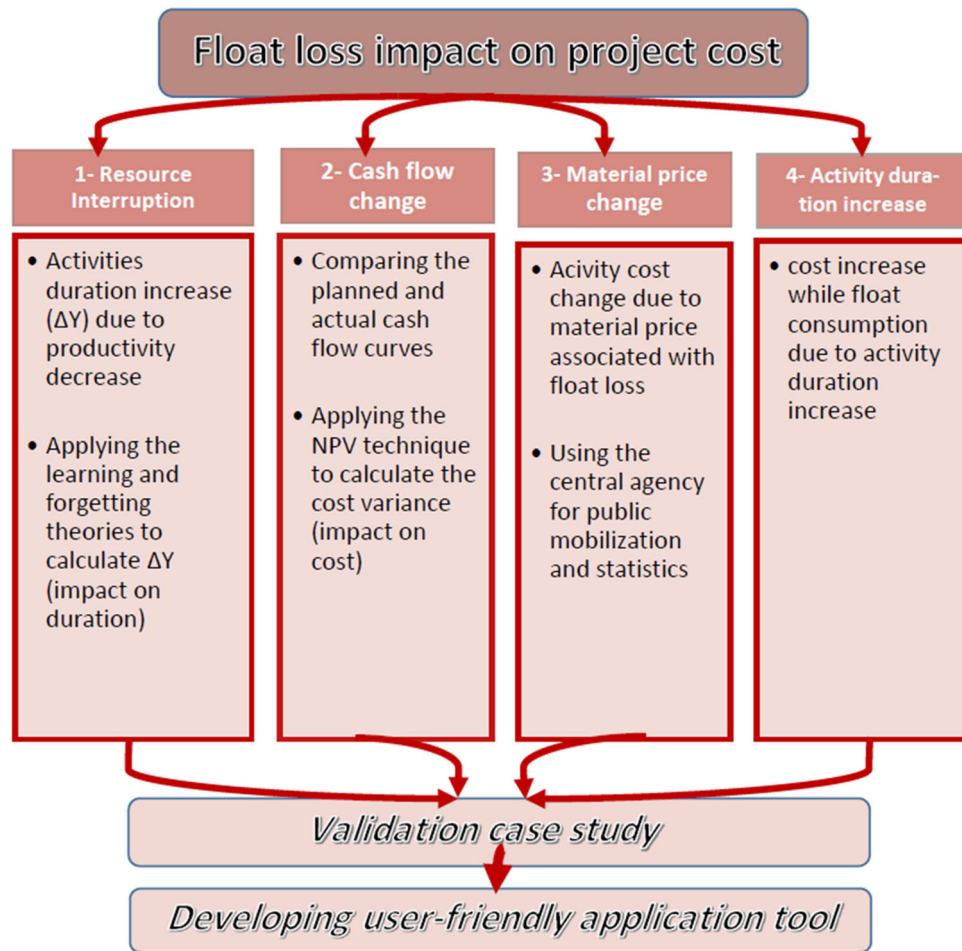 Float loss impact on project cost
1- Resource
Interruption
• Activities
duration increase
(ΔY) due to
productivity
decrease
• Applying the
learning and
forgetting
theories to
calculate ΔY
(impact on
duration)
2- Cash flow
change
• Comparing the
planned and
actual cash
flow curves
• Applying the
NPV technique
to calculate the
cost variance
(impact on
cost)
3- Material price
change
• Acivity cost
change due to
material price
associated with
float loss
• Using the
central agency
for public
mobilization
and statistics
4- Activity dura-
tion increase
• cost increase
while float
consumption
due to activity
duration
increase
Validation case study
Developing user-friendly application tool